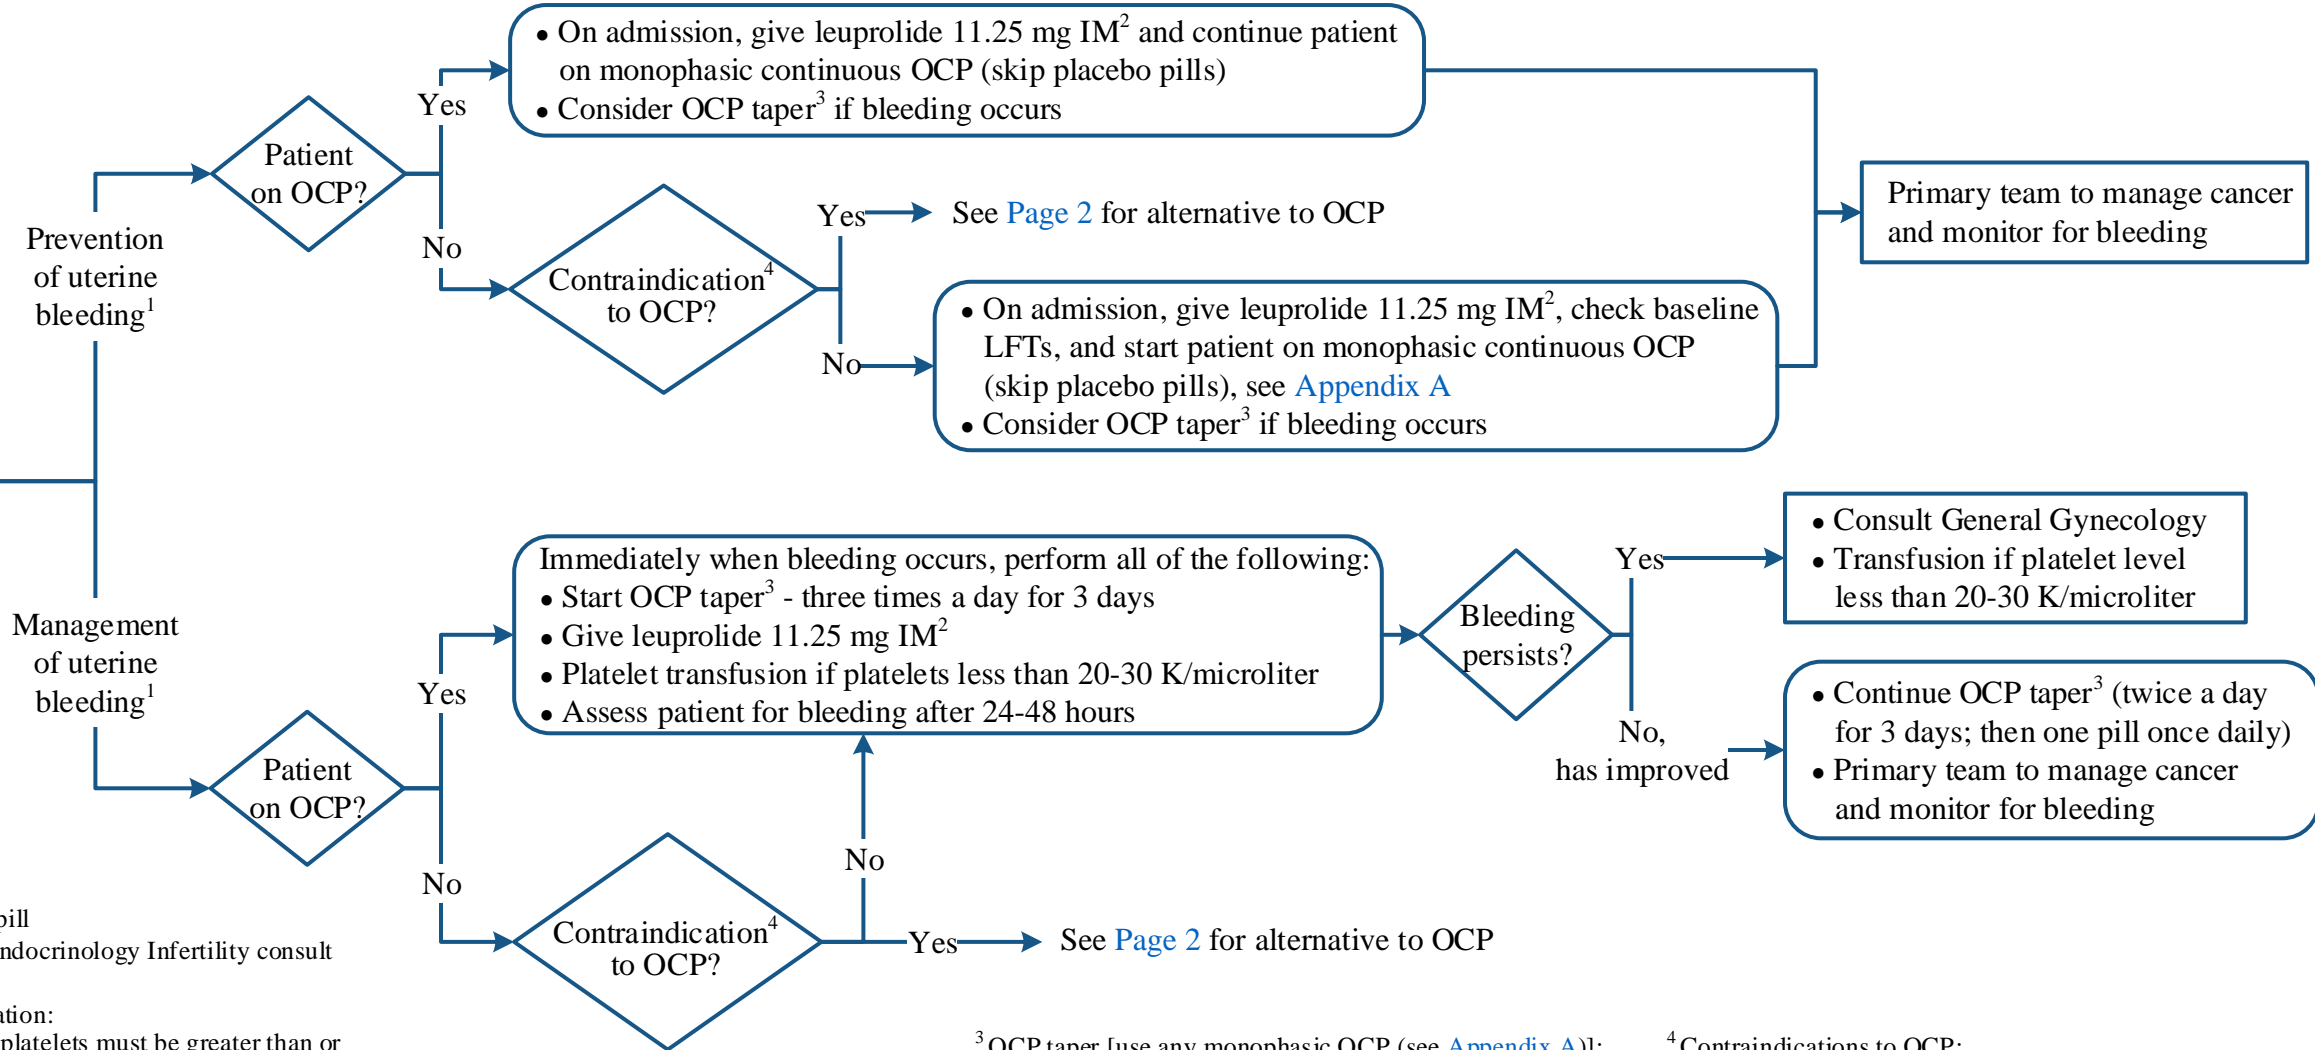 • On admission, give leuprolide 11.25 mg IM² and continue patient
on monophasic continuous OCP (skip placebo pills)
• Consider OCP taper³ if bleeding occurs
Yes
Patient
on OCP?
No
Prevention
of uterine
bleeding¹
Contraindication⁴
to OCP?
Yes
See Page 2 for alternative to OCP
No
• On admission, give leuprolide 11.25 mg IM², check baseline
LFTs, and start patient on monophasic continuous OCP
(skip placebo pills), see Appendix A
• Consider OCP taper³ if bleeding occurs
Primary team to manage cancer
and monitor for bleeding
Management
of uterine
bleeding¹
Patient
on OCP?
Yes
Immediately when bleeding occurs, perform all of the following:
• Start OCP taper³ - three times a day for 3 days
• Give leuprolide 11.25 mg IM²
• Platelet transfusion if platelets less than 20-30 K/microliter
• Assess patient for bleeding after 24-48 hours
Bleeding
persists?
Yes
• Consult General Gynecology
• Transfusion if platelet level
less than 20-30 K/microliter
No,
has improved
• Continue OCP taper³ (twice a day
for 3 days; then one pill once daily)
• Primary team to manage cancer
and monitor for bleeding
No
Contraindication⁴
to OCP?
No
Yes
See Page 2 for alternative to OCP
pill
Endocrinology Infertility consult
platelets must be greater than or
³ OCP taper [use any monophasic OCP (see Appendix A)]:
⁴ Contraindications to OCP: